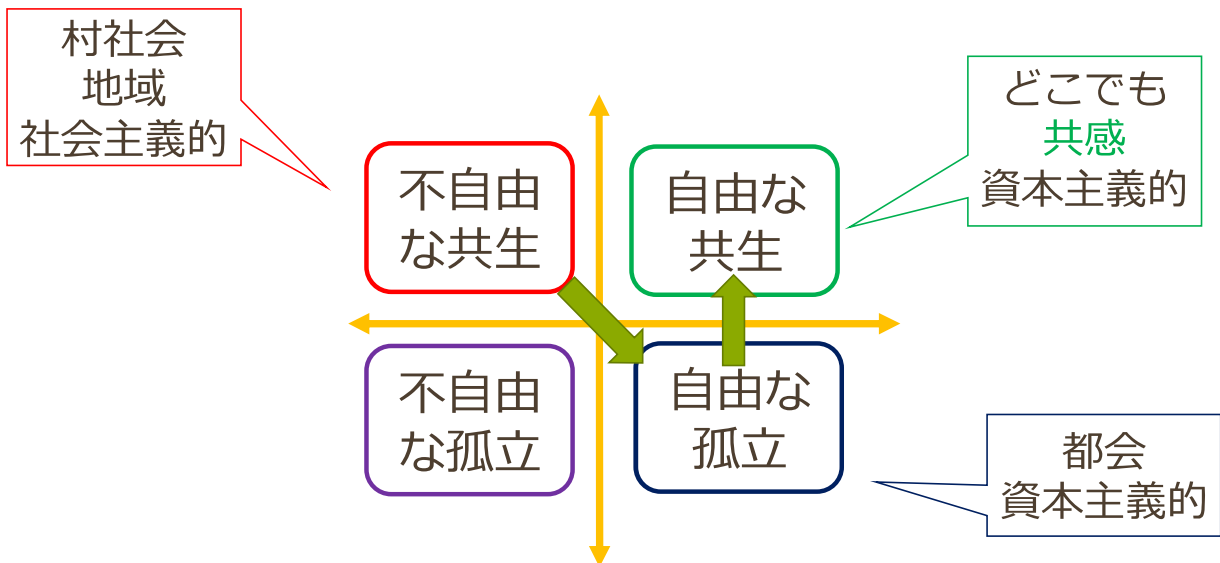 村社会
地域
社会主義的
どこでも
共感
資本主義的
不自由
な共生
自由な
共生
不自由
な孤立
自由な
孤立
都会
資本主義的